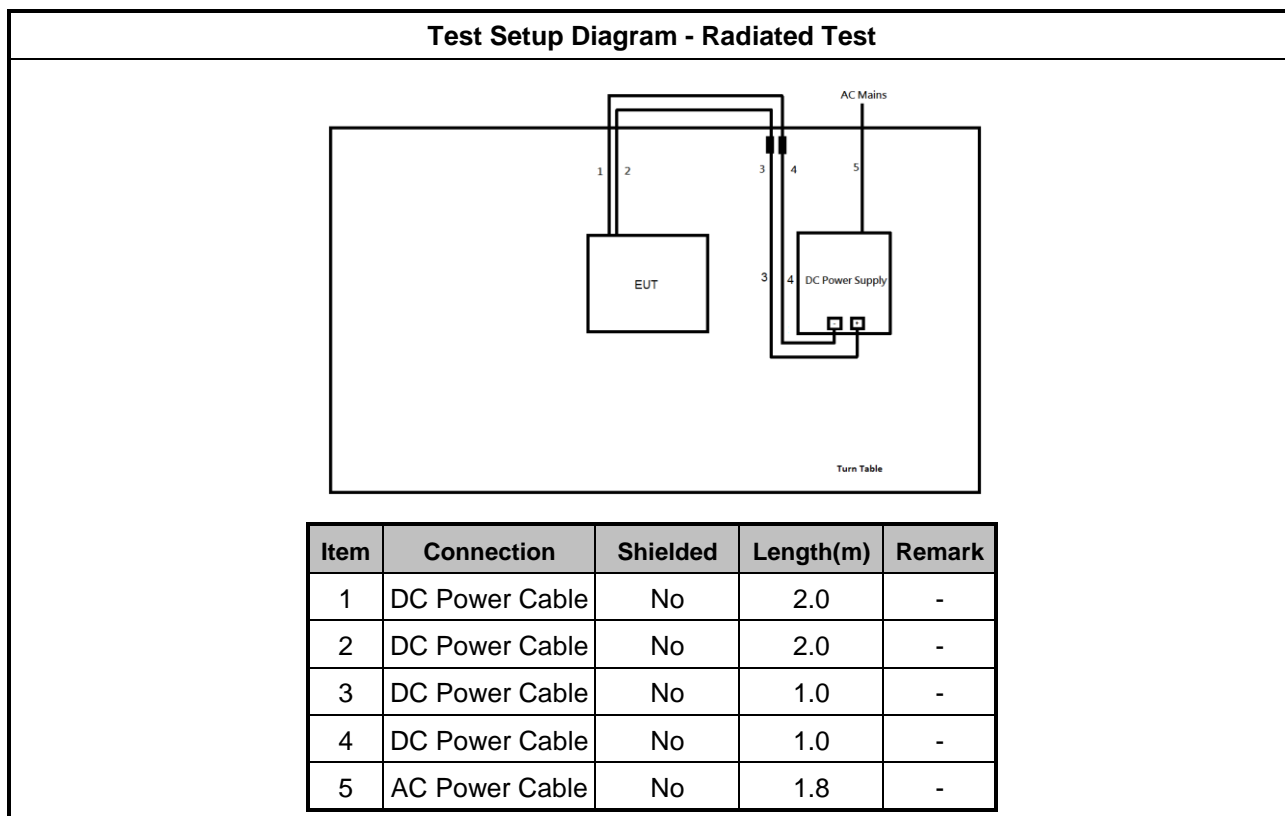 Test Setup Diagram - Radiated Test
AC Mains
1 2 3 4 5
EUT
3 4 DC Power Supply
- +
Turn Table
Item Connection Shielded Length(m) Remark
1 DC Power Cable No 2.0 -
2 DC Power Cable No 2.0 -
3 DC Power Cable No 1.0 -
4 DC Power Cable No 1.0 -
5 AC Power Cable No 1.8 -